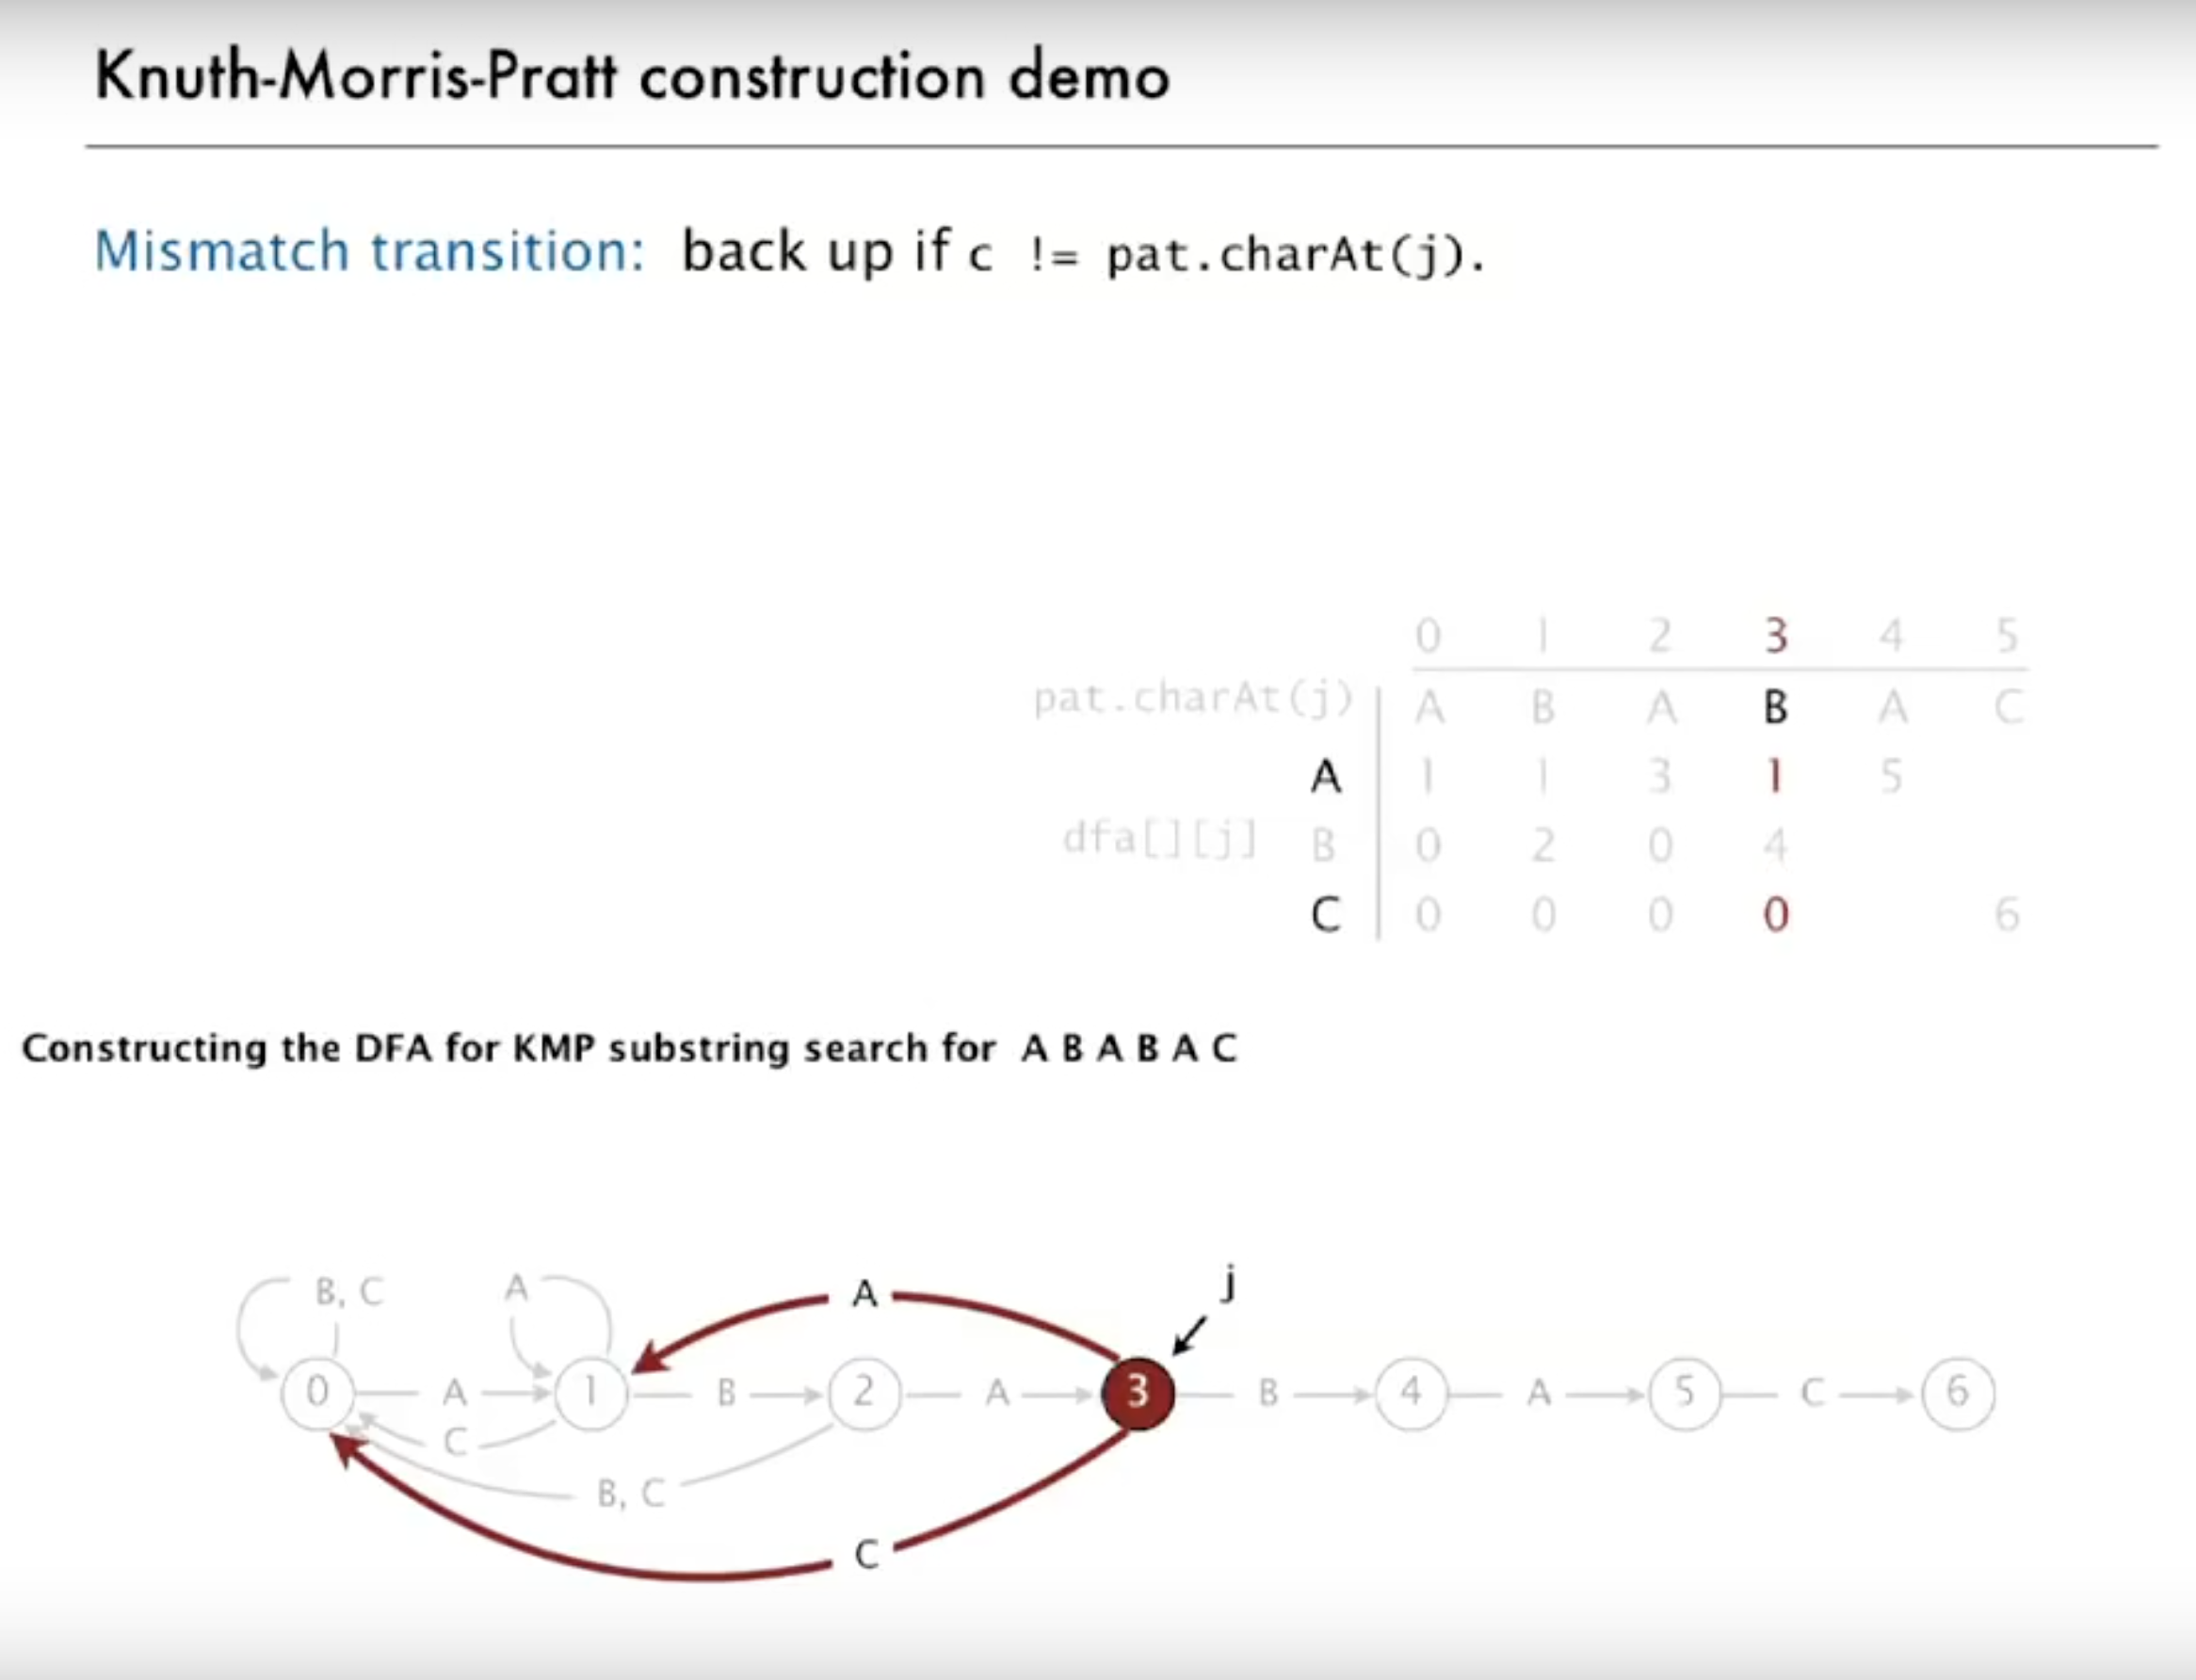 Knuth-Morris-Pratt construction demo
Mismatch transition: back up if c != pat.charAt(j).
0 1 2 3 4 5
pat.charAt(j) A B A B A C
A 1 1 3 1 5
dfa[][j] B 0 2 0 4
C 0 0 0 0 6
Constructing the DFA for KMP substring search for A B A B A C
B, C A A j
0 A 1 B 2 A 3 B 4 A 5 C 6
C
B, C
C